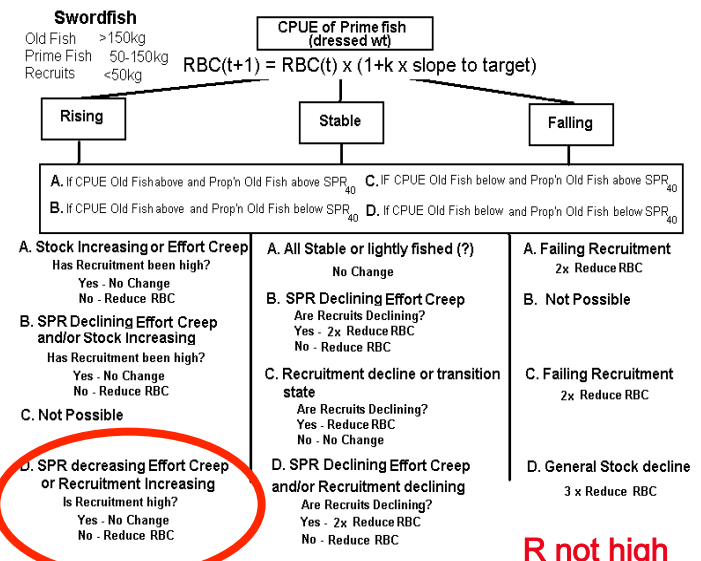 Swordfish
Old Fish >150kg
Prime Fish 50-150kg
Recruits <50kg
CPUE of Prime fish
(dressed wt)
RBC(t+1) = RBC(t) x (1+k x slope to target)
Rising
Stable
Falling
A. If CPUE Old Fish above and Prop'n Old Fish above SPR40
C. IF CPUE Old Fish below and Prop'n Old Fish above SPR40
B. If CPUE Old Fish above and Prop'n Old Fish below SPR40
D. If CPUE Old Fish below and Prop'n Old Fish below SPR40
A. Stock Increasing or Effort Creep
Has Recruitment been high?
Yes - No Change
No - Reduce RBC
B. SPR Declining Effort Creep
and/or Stock Increasing
Has Recruitment been high?
Yes - No Change
No - Reduce RBC
C. Not Possible
D. SPR decreasing Effort Creep
or Recruitment Increasing
Is Recruitment high?
Yes - No Change
No - Reduce RBC
A. All Stable or lightly fished (?)
No Change
B. SPR Declining Effort Creep
Are Recruits Declining?
Yes - 2x Reduce RBC
No - Reduce RBC
C. Recruitment decline or transition
state
Are Recruits Declining?
Yes - Reduce RBC
No - No Change
D. SPR Declining Effort Creep
and/or Recruitment declining
Are Recruits Declining?
Yes - 2x Reduce RBC
No - Reduce RBC
A. Failing Recruitment
2x Reduce RBC
B. Not Possible
C. Failing Recruitment
2x Reduce RBC
D. General Stock decline
3 x Reduce RBC
R not high